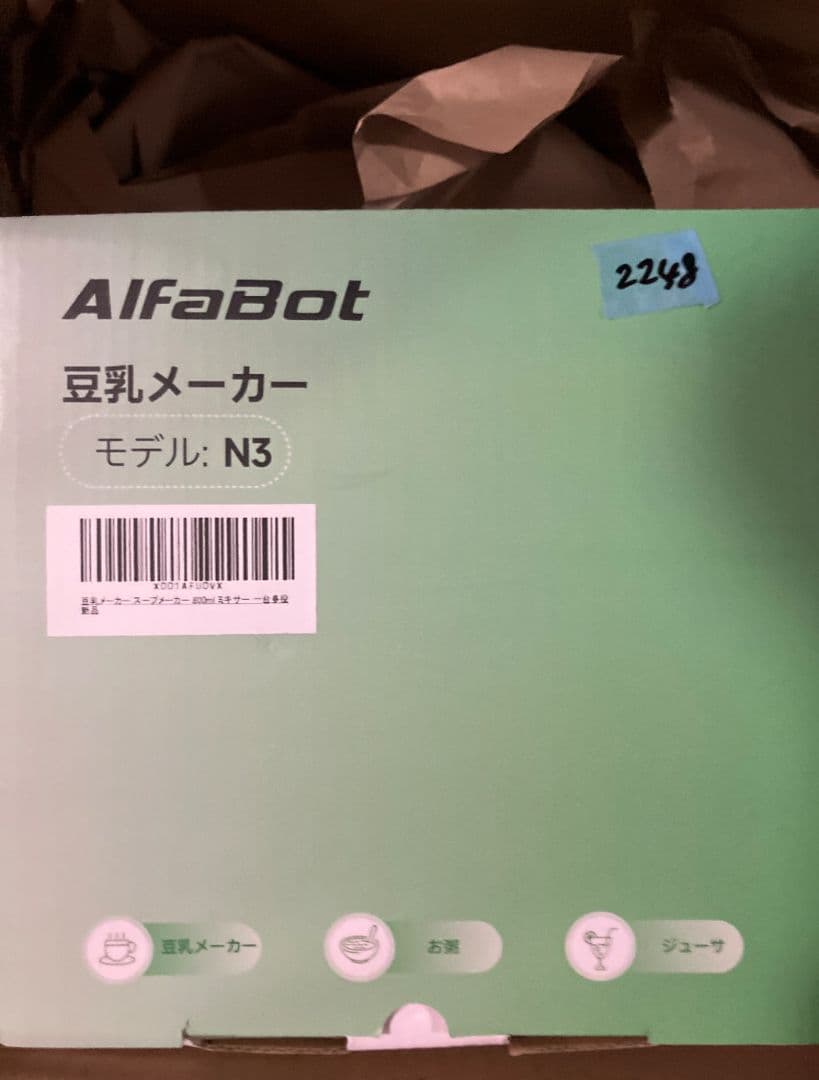 AlfaBot
2248
豆乳メーカー
モデル: N3
X001AFU0VX
豆乳メーカー スープメーカー 800ml ミキサー 一台多役
新品
豆乳メーカー
お粥
ジューサ